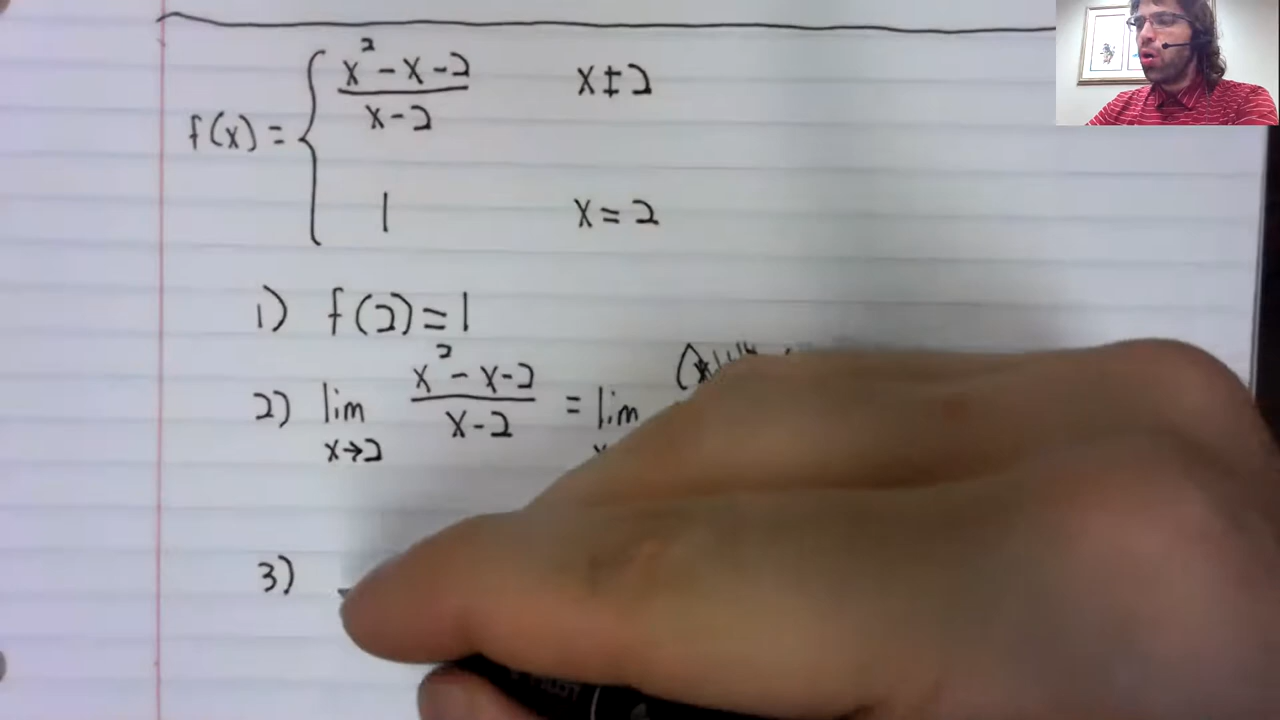 f(x) = { (x² - x - 2)/(x - 2)   x ≠ 2
1   x = 2
1) f(2) = 1
2) lim x→2 (x² - x - 2)/(x - 2) = lim
3)